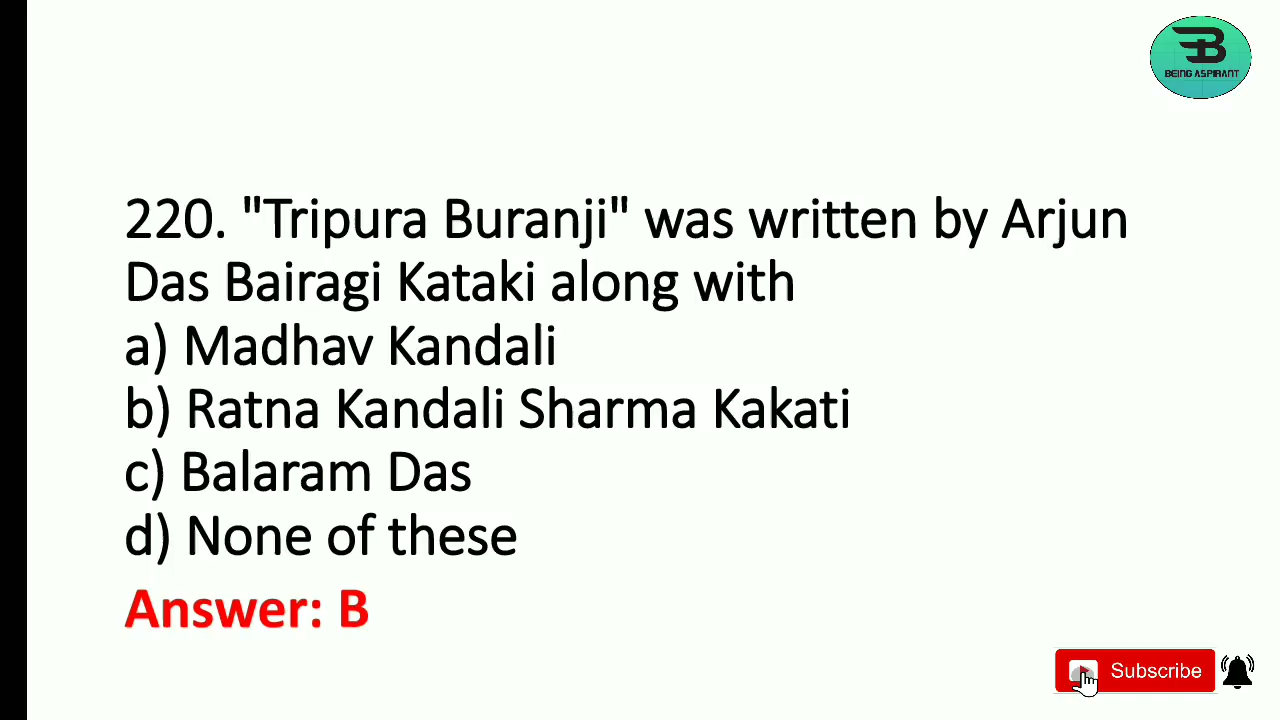 BEING ASPIRANT
220. "Tripura Buranji" was written by Arjun
Das Bairagi Kataki along with
a) Madhav Kandali
b) Ratna Kandali Sharma Kakati
c) Balaram Das
d) None of these
Answer: B
Subscribe